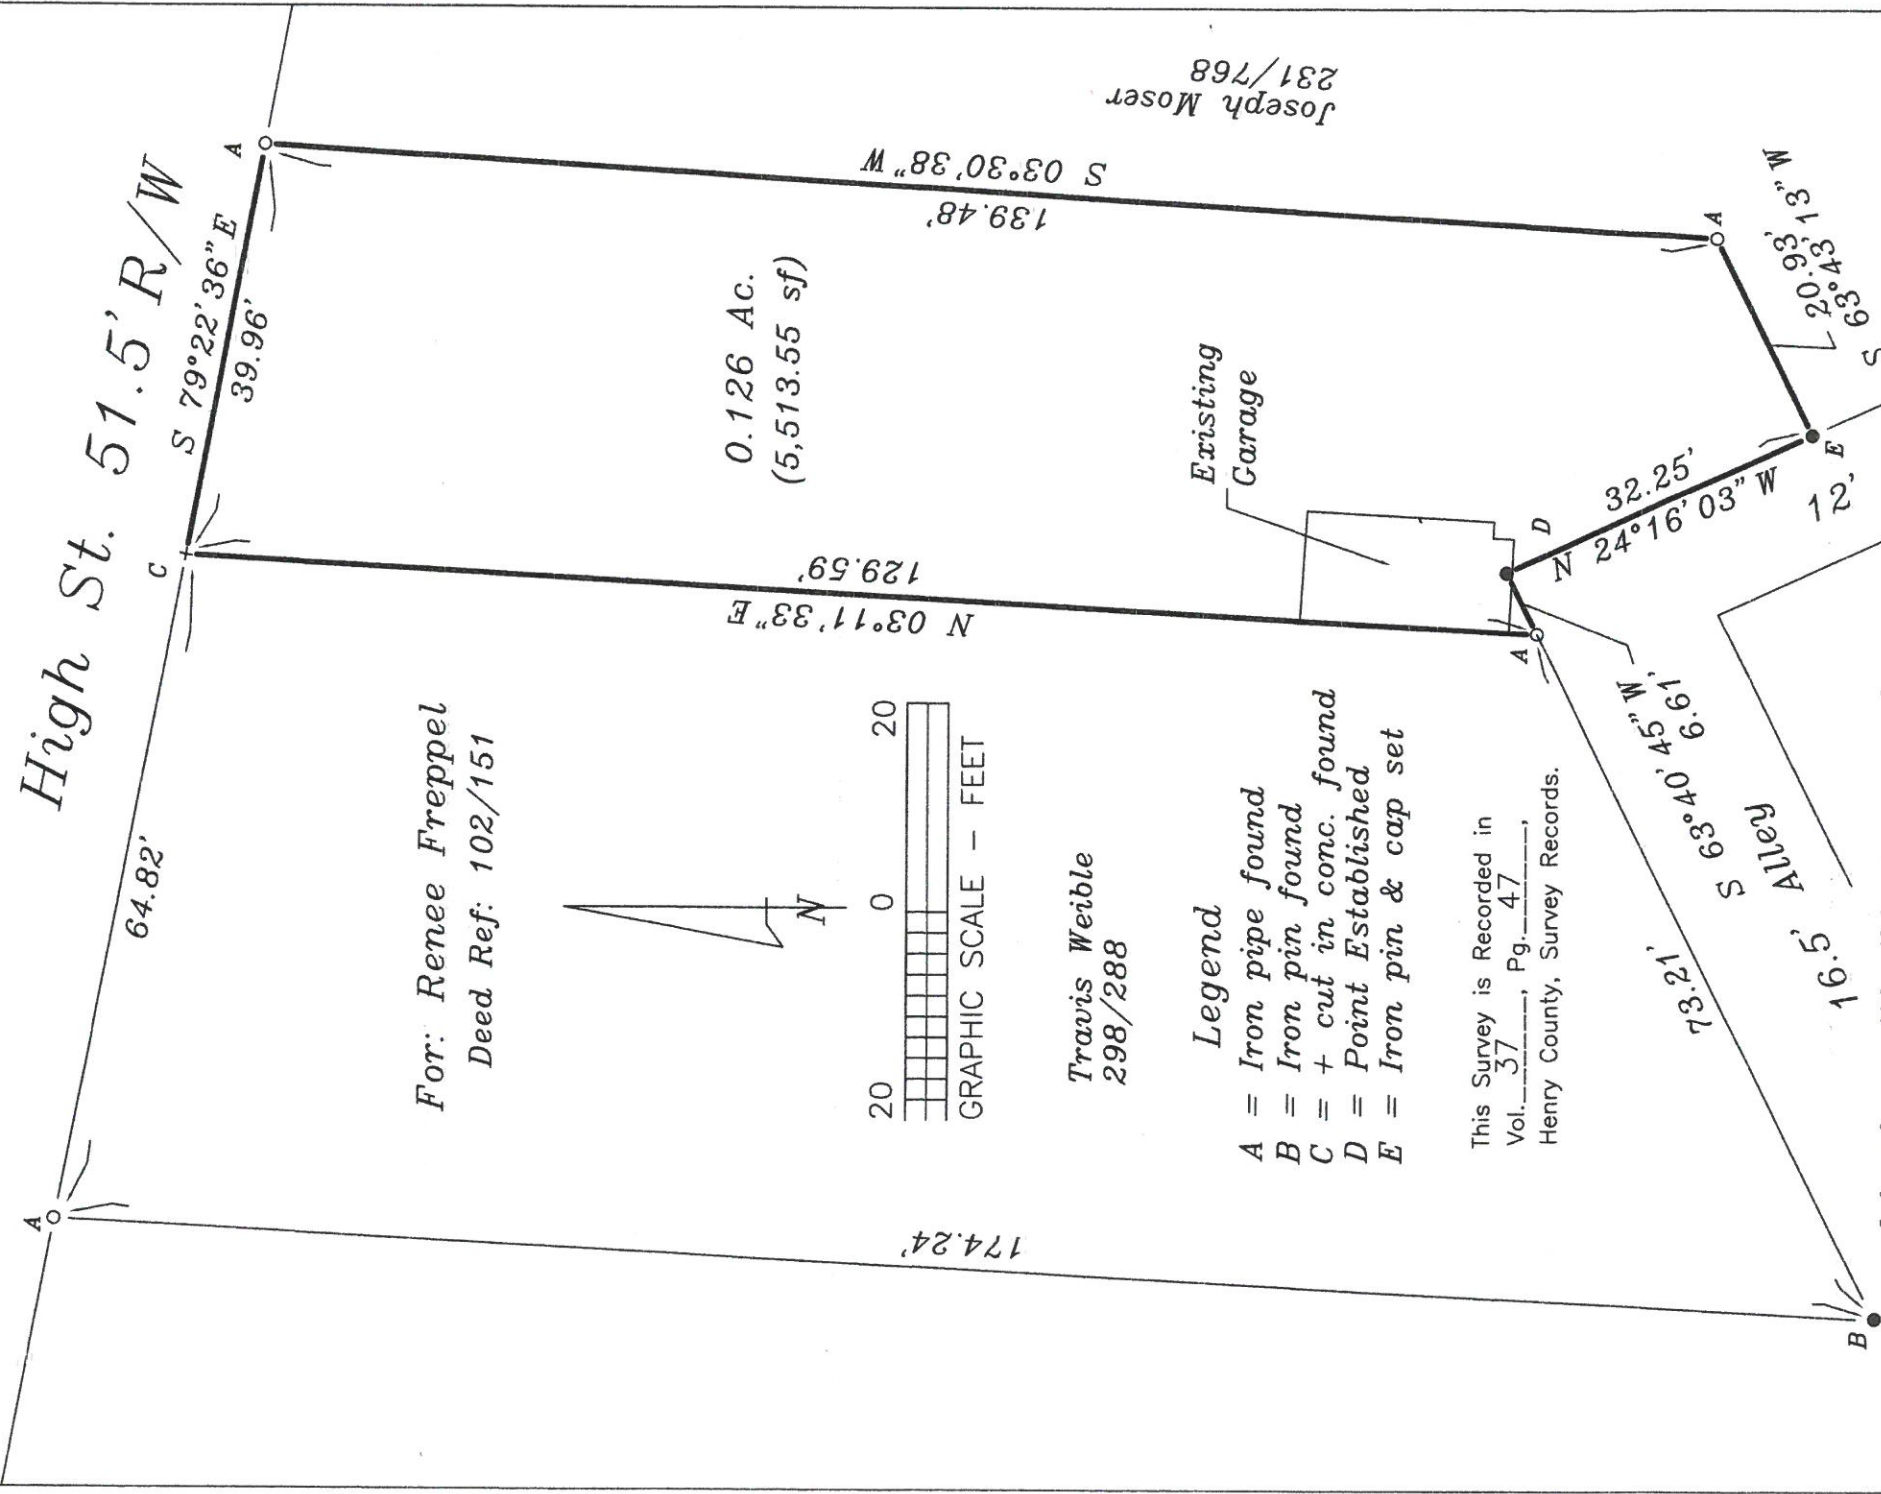 High St. 51.5' R/W
A
64.82'
C
S 79°22'36" E
39.96'
A
For: Renee Freppel
Deed Ref: 102/151
N
20 0 20
GRAPHIC SCALE - FEET
Travis Weible
298/288
Legend
A = Iron pipe found
B = Iron pin found
C = + cut in conc. found
D = Point Established
E = Iron pin & cap set
This Survey is Recorded in
Vol. 37, Pg. 47,
Henry County, Survey Records.
174.24'
B
73.21'
16.5' Alley
N 03°11'33" E
129.59'
0.126 Ac.
(5,513.55 sf)
Existing
Garage
S 03°30'38" W
139.48'
Joseph Moser
231/768
A
S 63°40'45" W
6.61'
D
32.25'
N 24°16'03" W
12'
E
A
20.93'
S 63°43'13" W